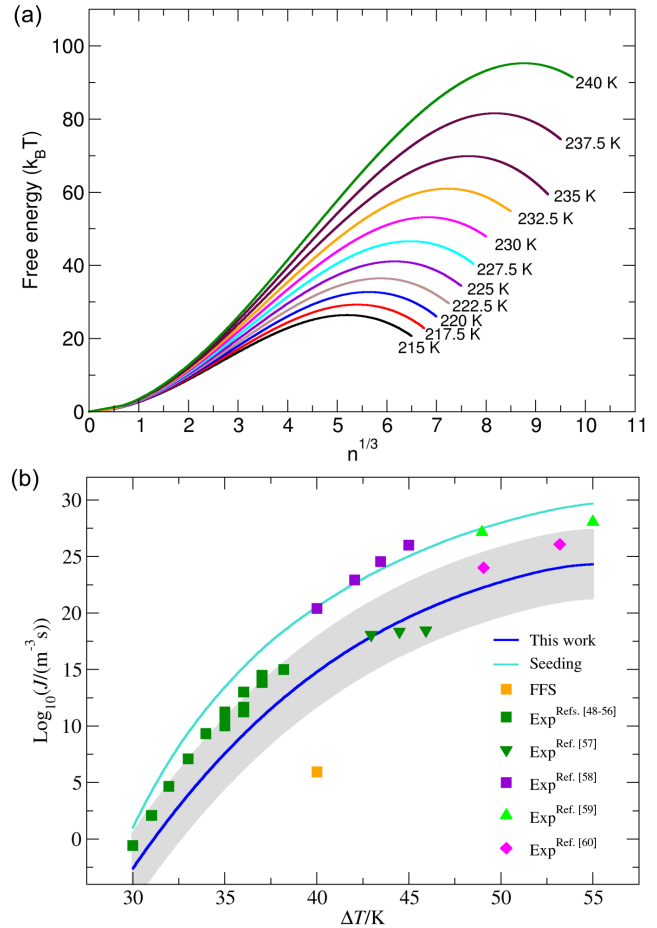 (a)
100
80
60
40
20
0
Free energy (k_BT)
240 K
237.5 K
235 K
232.5 K
230 K
227.5 K
225 K
222.5 K
220 K
217.5 K
215 K
0 1 2 3 4 5 6 7 8 9 10 11
n^{1/3}
(b)
30
25
20
15
10
5
0
Log_{10}(J/(m^{-3} s))
This work
Seeding
FFS
Exp^{Refs. [48-56]}
Exp^{Ref. [57]}
Exp^{Ref. [58]}
Exp^{Ref. [59]}
Exp^{Ref. [60]}
30 35 40 45 50 55
ΔT/K